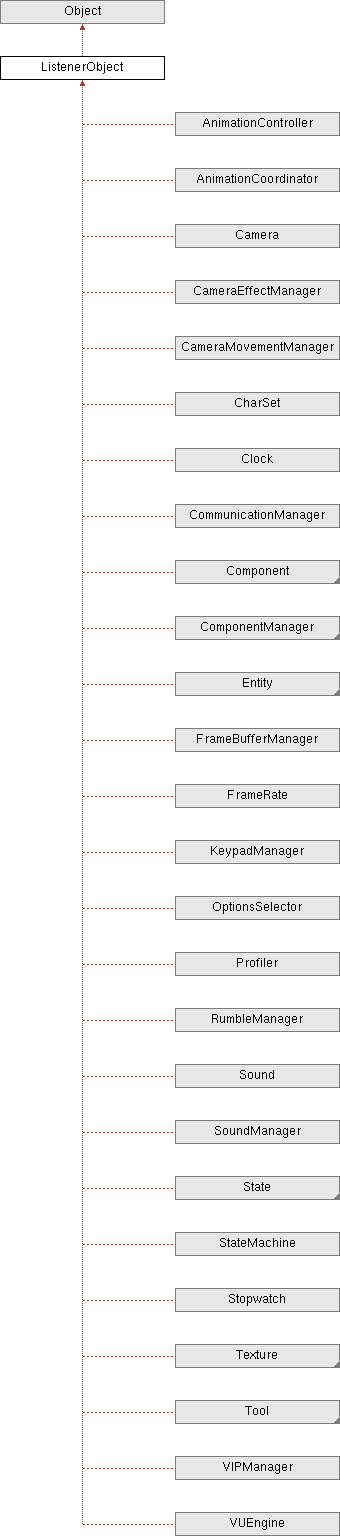 Object
ListenerObject
AnimationController
AnimationCoordinator
Camera
CameraEffectManager
CameraMovementManager
CharSet
Clock
CommunicationManager
Component
ComponentManager
Entity
FrameBufferManager
FrameRate
KeypadManager
OptionsSelector
Profiler
RumbleManager
Sound
SoundManager
State
StateMachine
Stopwatch
Texture
Tool
VIPManager
VUEngine